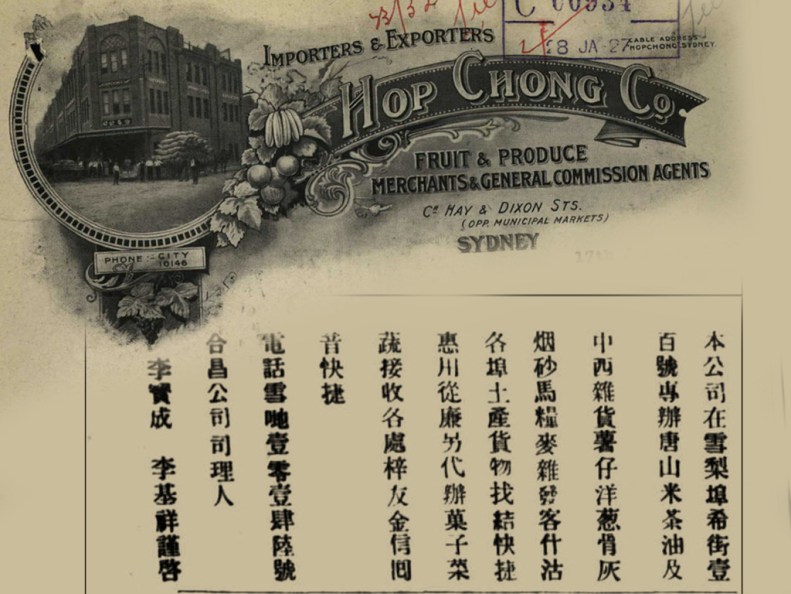 C 00934
28 JA 27
CABLE ADDRESS
HOPCHONG, SYDNEY.
IMPORTERS & EXPORTERS
HOP CHONG CO.
FRUIT & PRODUCE
MERCHANTS & GENERAL COMMISSION AGENTS
CR HAY & DIXON STS.
(OPP. MUNICIPAL MARKETS)
SYDNEY
PHONE:- CITY
10146
本公司在雪梨埠希街壹
百號專辦唐山米茶油及
中西雜貨薯仔洋葱骨灰
烟砂馬糧麥雜發客什沽
各埠土產貨物找結快捷
惠用從廉另代辦菓子菜
蔬接收各處梓友金信囘
音快捷
電話雪哋壹零壹肆陸號
合昌公司司理人
李寶成 李基祥謹啓